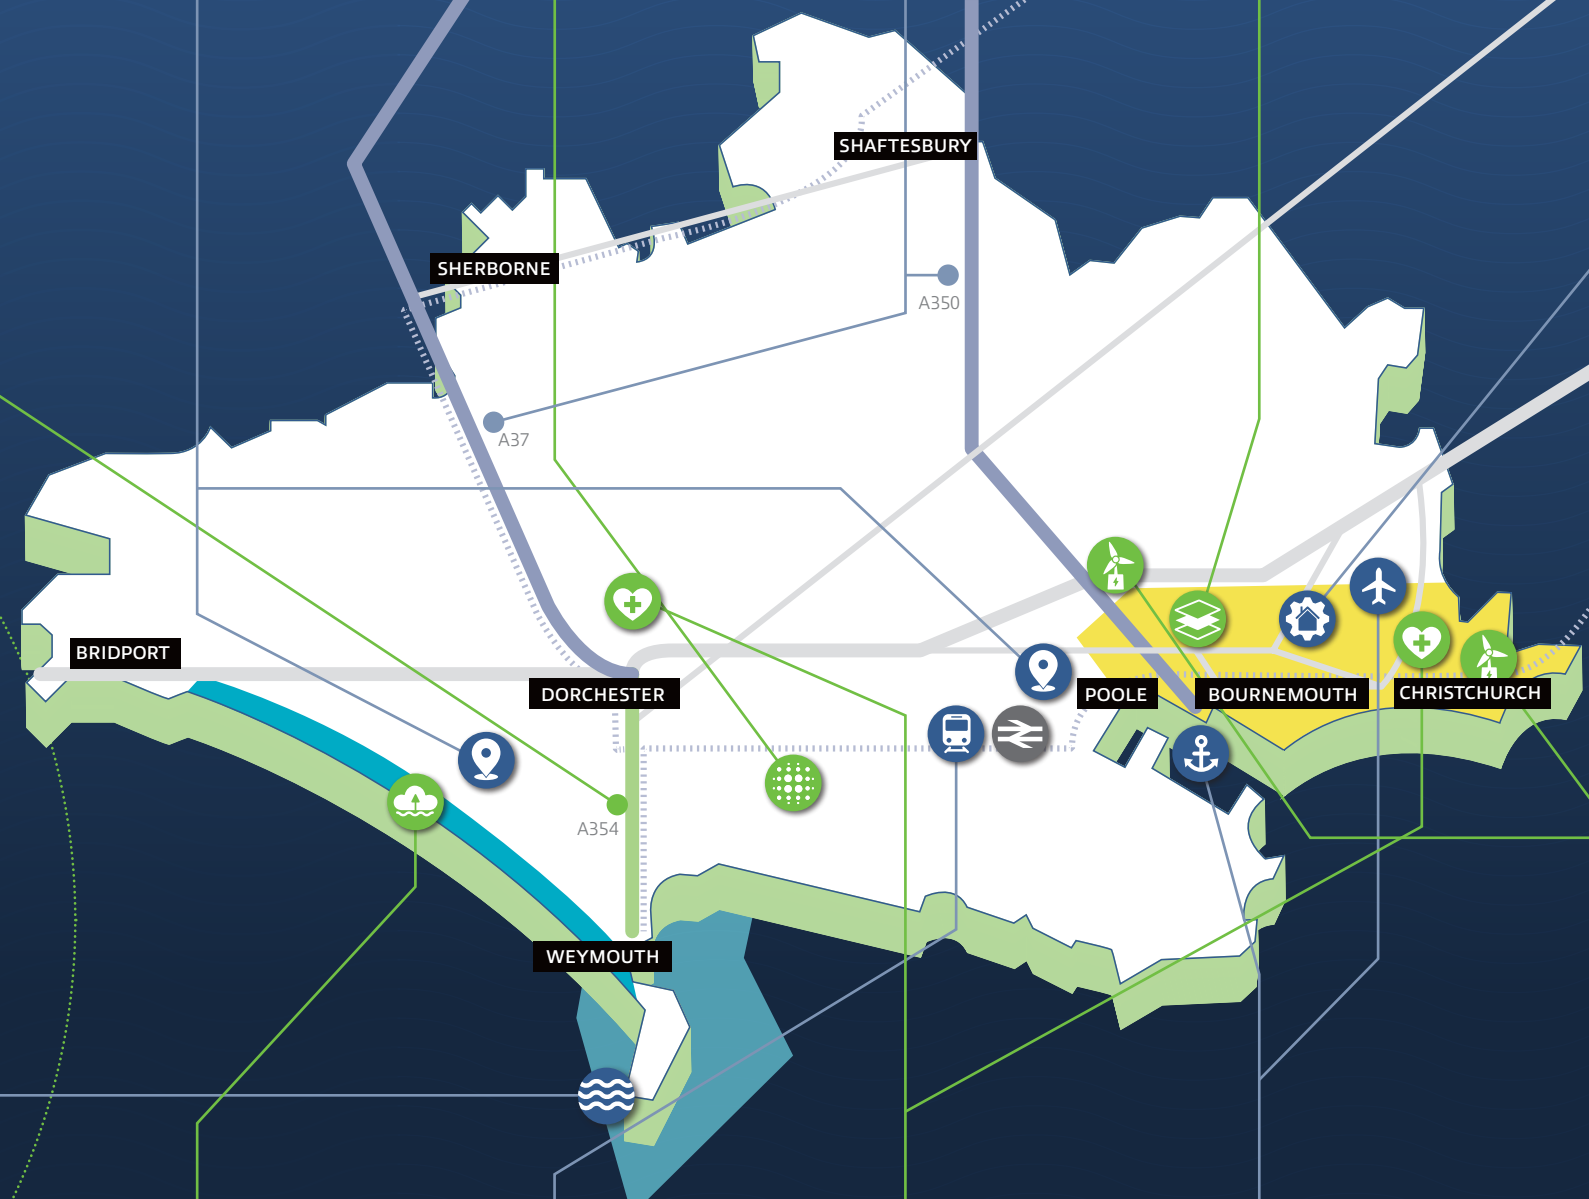 SHAFTESBURY
SHERBORNE
A350
A37
BRIDPORT
DORCHESTER
POOLE
BOURNEMOUTH
CHRISTCHURCH
A354
WEYMOUTH